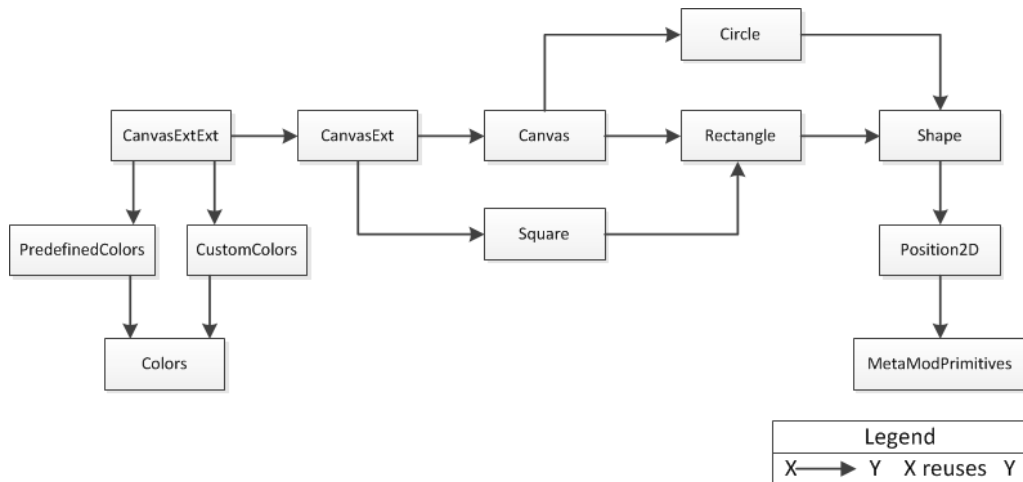 Circle
CanvasExtExt
CanvasExt
Canvas
Rectangle
Shape
PredefinedColors
CustomColors
Square
Position2D
Colors
MetaModPrimitives
Legend
X Y X reuses Y